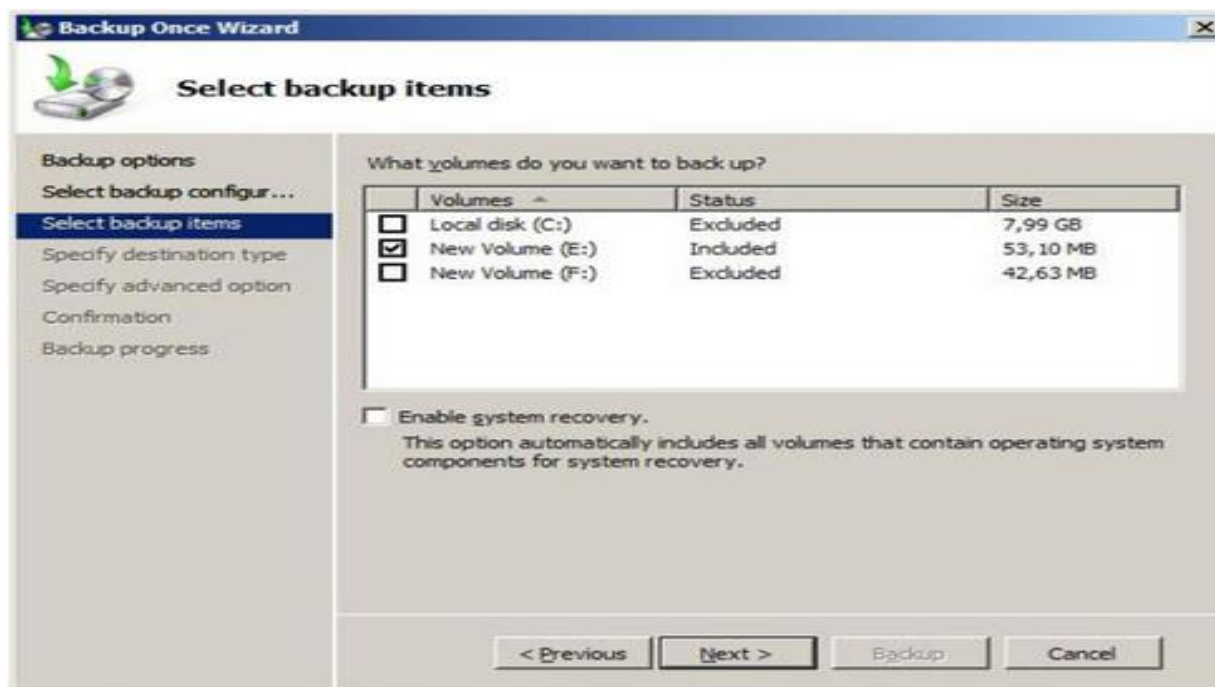 Backup Once Wizard
Select backup items
Backup options
Select backup configur...
Select backup items
Specify destination type
Specify advanced option
Confirmation
Backup progress
What volumes do you want to back up?
Volumes Status Size
Local disk (C:) Excluded 7,99 GB
New Volume (E:) Included 53,10 MB
New Volume (F:) Excluded 42,63 MB
Enable system recovery.
This option automatically includes all volumes that contain operating system
components for system recovery.
< Previous Next > Backup Cancel